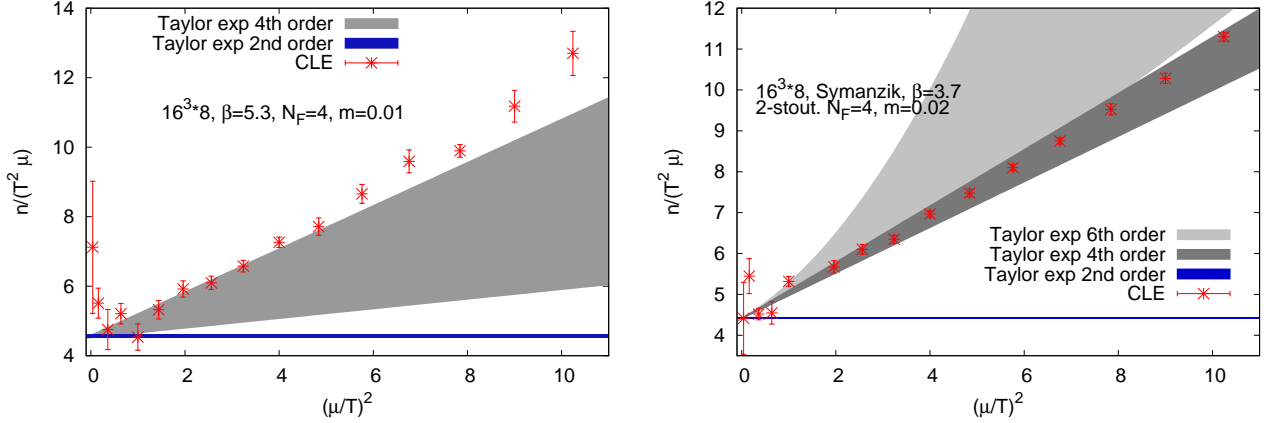 Taylor exp 4th order
Taylor exp 2nd order
CLE
16³*8, β=5.3, N_F=4, m=0.01
n/(T² μ)
14
12
10
8
6
4
0
2
4
6
8
10
(μ/T)²
16³*8, Symanzik, β=3.7
2-stout. N_F=4, m=0.02
Taylor exp 6th order
Taylor exp 4th order
Taylor exp 2nd order
CLE
n/(T² μ)
12
11
10
9
8
7
6
5
4
3
0
2
4
6
8
10
(μ/T)²